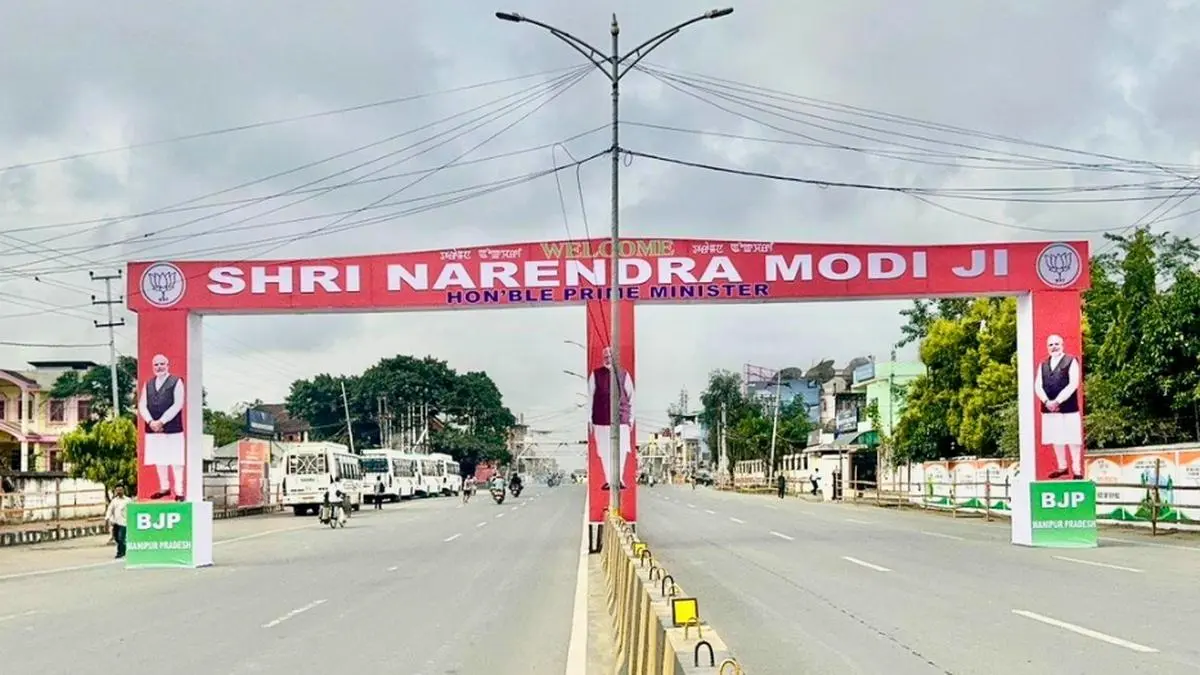 WELCOME
SHRI NARENDRA MODI JI
HON'BLE PRIME MINISTER
BJP
MANIPUR PRADESH
BJP
MANIPUR PRADESH